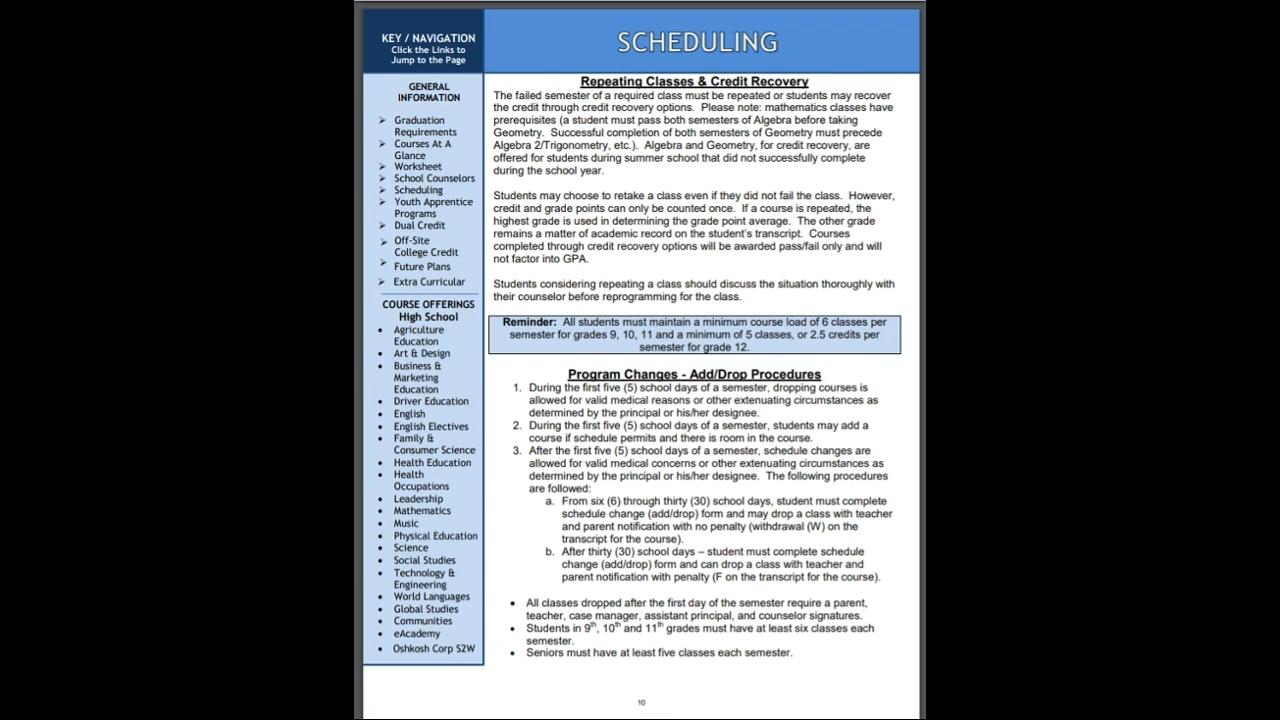 KEY / NAVIGATION
Click the Links to
Jump to the Page
SCHEDULING
GENERAL
INFORMATION
➢ Graduation
Requirements
➢ Courses At A
Glance
➢ Worksheet
➢ School Counselors
➢ Scheduling
➢ Youth Apprentice
Programs
➢ Dual Credit
➢ Off-Site
College Credit
➢ Future Plans
➢ Extra Curricular
COURSE OFFERINGS
High School
• Agriculture
Education
• Art & Design
• Business &
Marketing
Education
• Driver Education
• English
• English Electives
• Family &
Consumer Science
• Health Education
• Health
Occupations
• Leadership
• Mathematics
• Music
• Physical Education
• Science
• Social Studies
• Technology &
Engineering
• World Languages
• Global Studies
• Communities
• eAcademy
• Oshkosh Corp S2W
Repeating Classes & Credit Recovery
The failed semester of a required class must be repeated or students may recover
the credit through credit recovery options. Please note: mathematics classes have
prerequisites (a student must pass both semesters of Algebra before taking
Geometry. Successful completion of both semesters of Geometry must precede
Algebra 2/Trigonometry, etc.). Algebra and Geometry, for credit recovery, are
offered for students during summer school that did not successfully complete
during the school year.
Students may choose to retake a class even if they did not fail the class. However,
credit and grade points can only be counted once. If a course is repeated, the
highest grade is used in determining the grade point average. The other grade
remains a matter of academic record on the student's transcript. Courses
completed through credit recovery options will be awarded pass/fail only and will
not factor into GPA.
Students considering repeating a class should discuss the situation thoroughly with
their counselor before reprogramming for the class.
Reminder: All students must maintain a minimum course load of 6 classes per
semester for grades 9, 10, 11 and a minimum of 5 classes, or 2.5 credits per
semester for grade 12.
Program Changes - Add/Drop Procedures
1. During the first five (5) school days of a semester, dropping courses is
allowed for valid medical reasons or other extenuating circumstances as
determined by the principal or his/her designee.
2. During the first five (5) school days of a semester, students may add a
course if schedule permits and there is room in the course.
3. After the first five (5) school days of a semester, schedule changes are
allowed for valid medical concerns or other extenuating circumstances as
determined by the principal or his/her designee. The following procedures
are followed:
a. From six (6) through thirty (30) school days, student must complete
schedule change (add/drop) form and may drop a class with teacher
and parent notification with no penalty (withdrawal (W) on the
transcript for the course).
b. After thirty (30) school days – student must complete schedule
change (add/drop) form and can drop a class with teacher and
parent notification with penalty (F on the transcript for the course).
• All classes dropped after the first day of the semester require a parent,
teacher, case manager, assistant principal, and counselor signatures.
• Students in 9th, 10th and 11th grades must have at least six classes each
semester.
• Seniors must have at least five classes each semester.
10